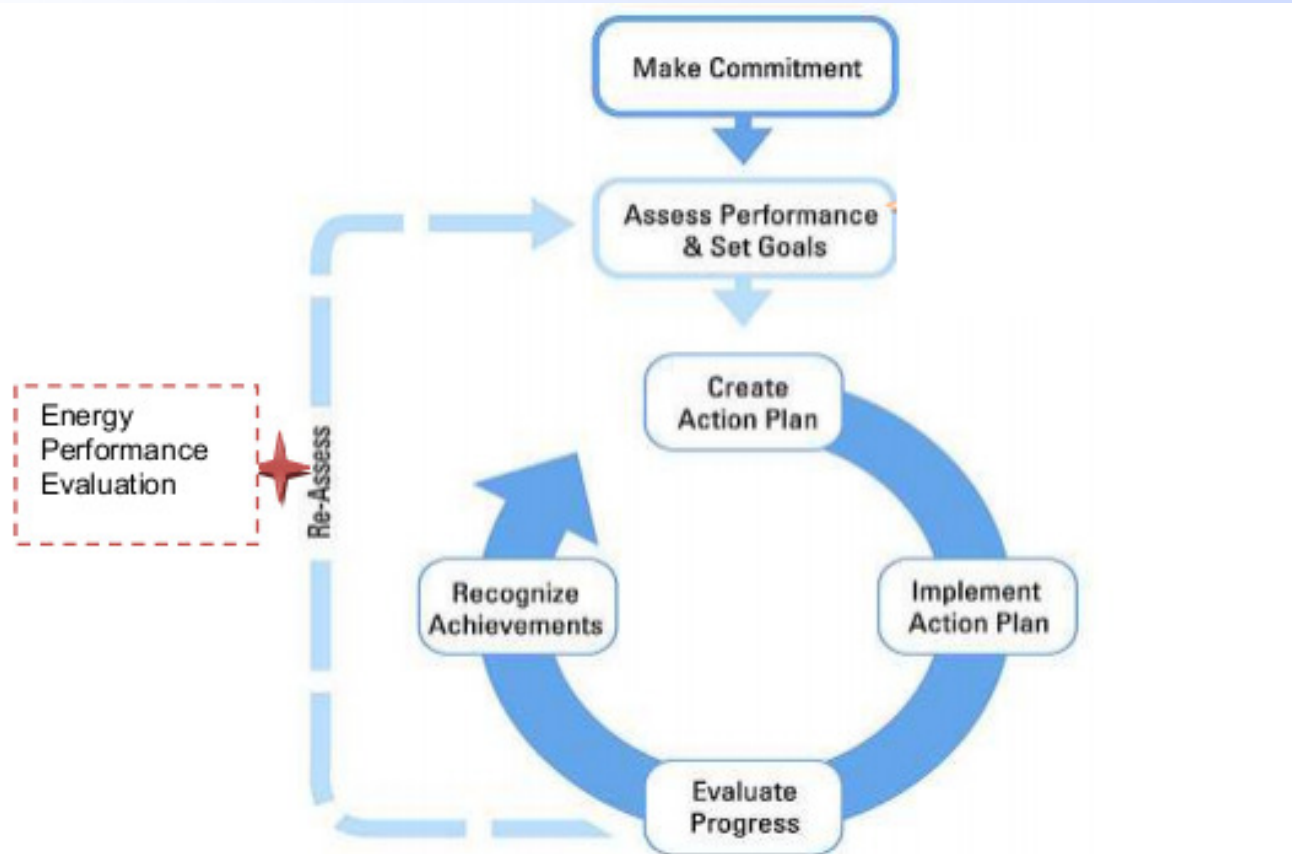 Make Commitment
Assess Performance
& Set Goals
Create
Action Plan
Energy
Performance
Evaluation
Re-Assess
Recognize
Achievements
Implement
Action Plan
Evaluate
Progress